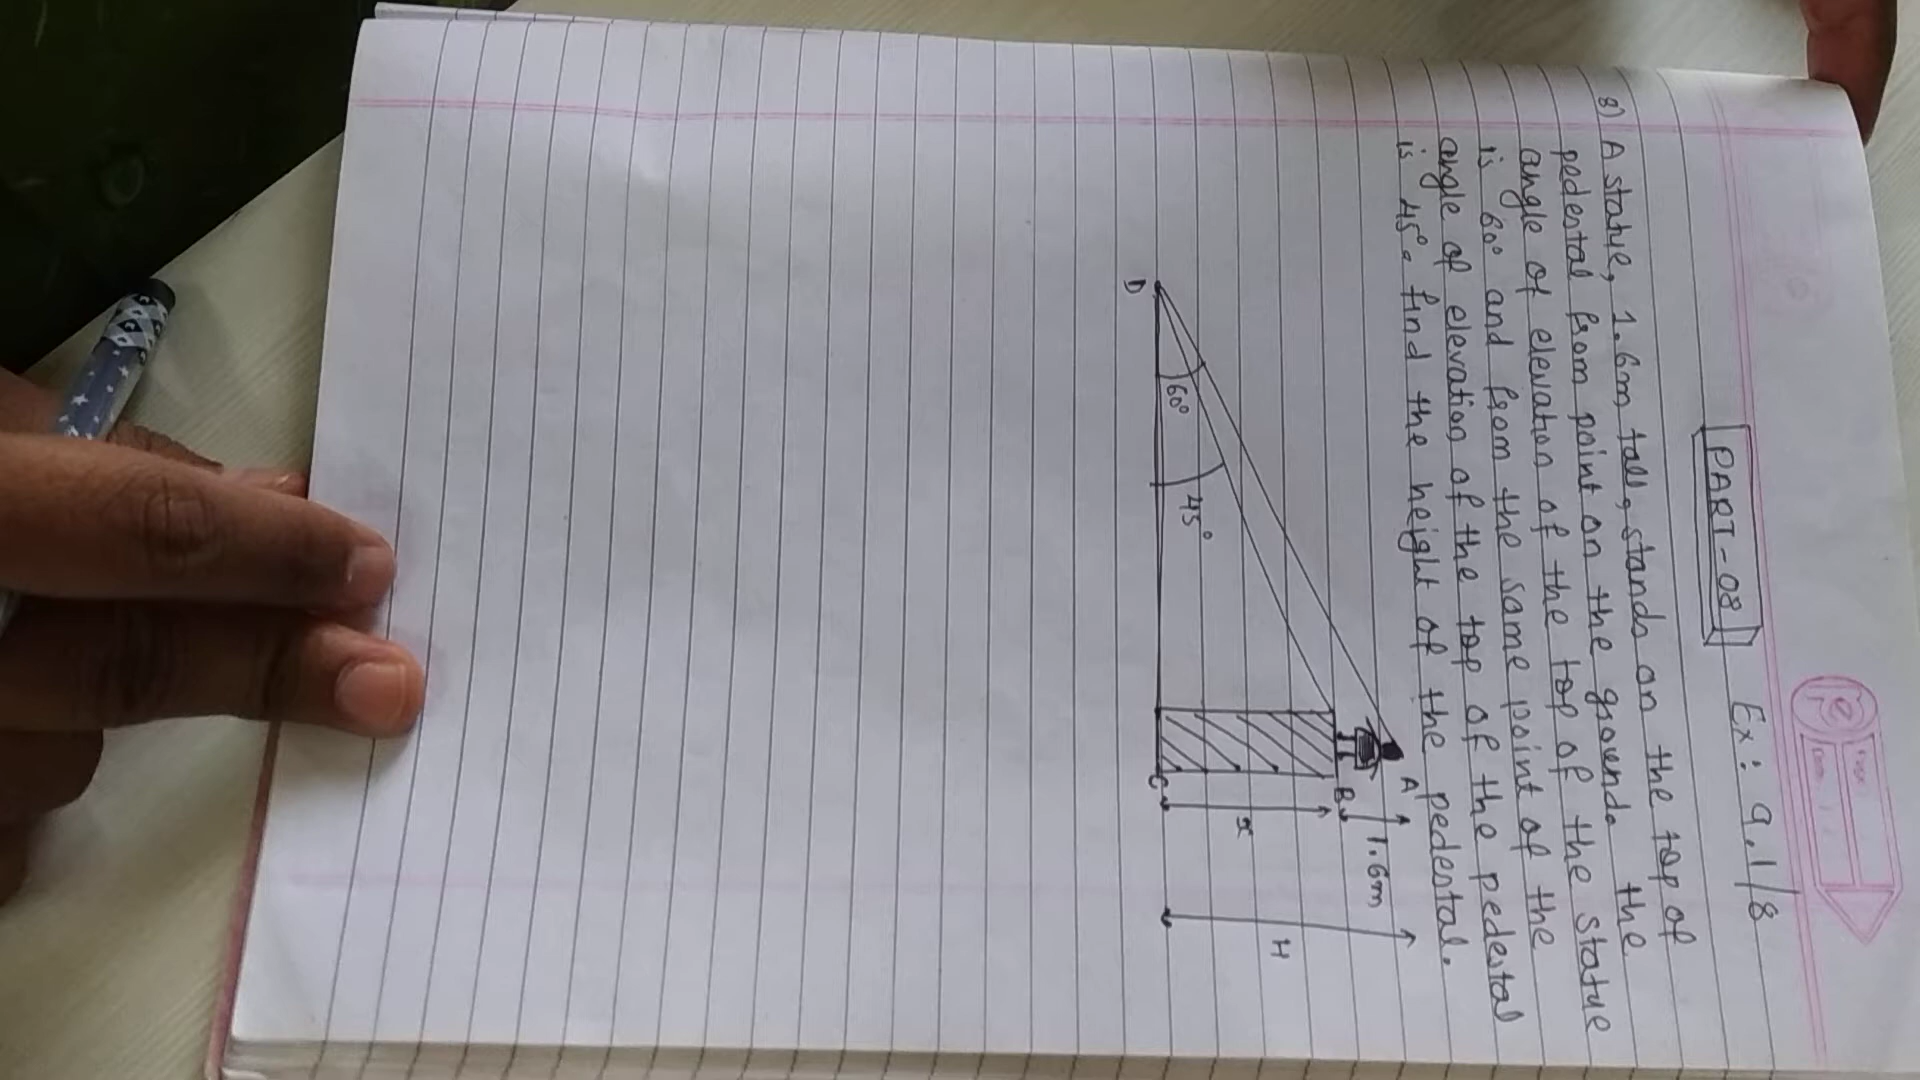 PART-08 Ex: 9.1/8
8) A statue, 1.6m tall, stands on the top of
pedestal from point on the ground. the
angle of elevation of the top of the statue
is 60° and from the same point of the
angle of elevation of the top of the pedestal
is 45°. find the height of the pedestal.
A
1.6m
B
x
H
60°
45°
D
C